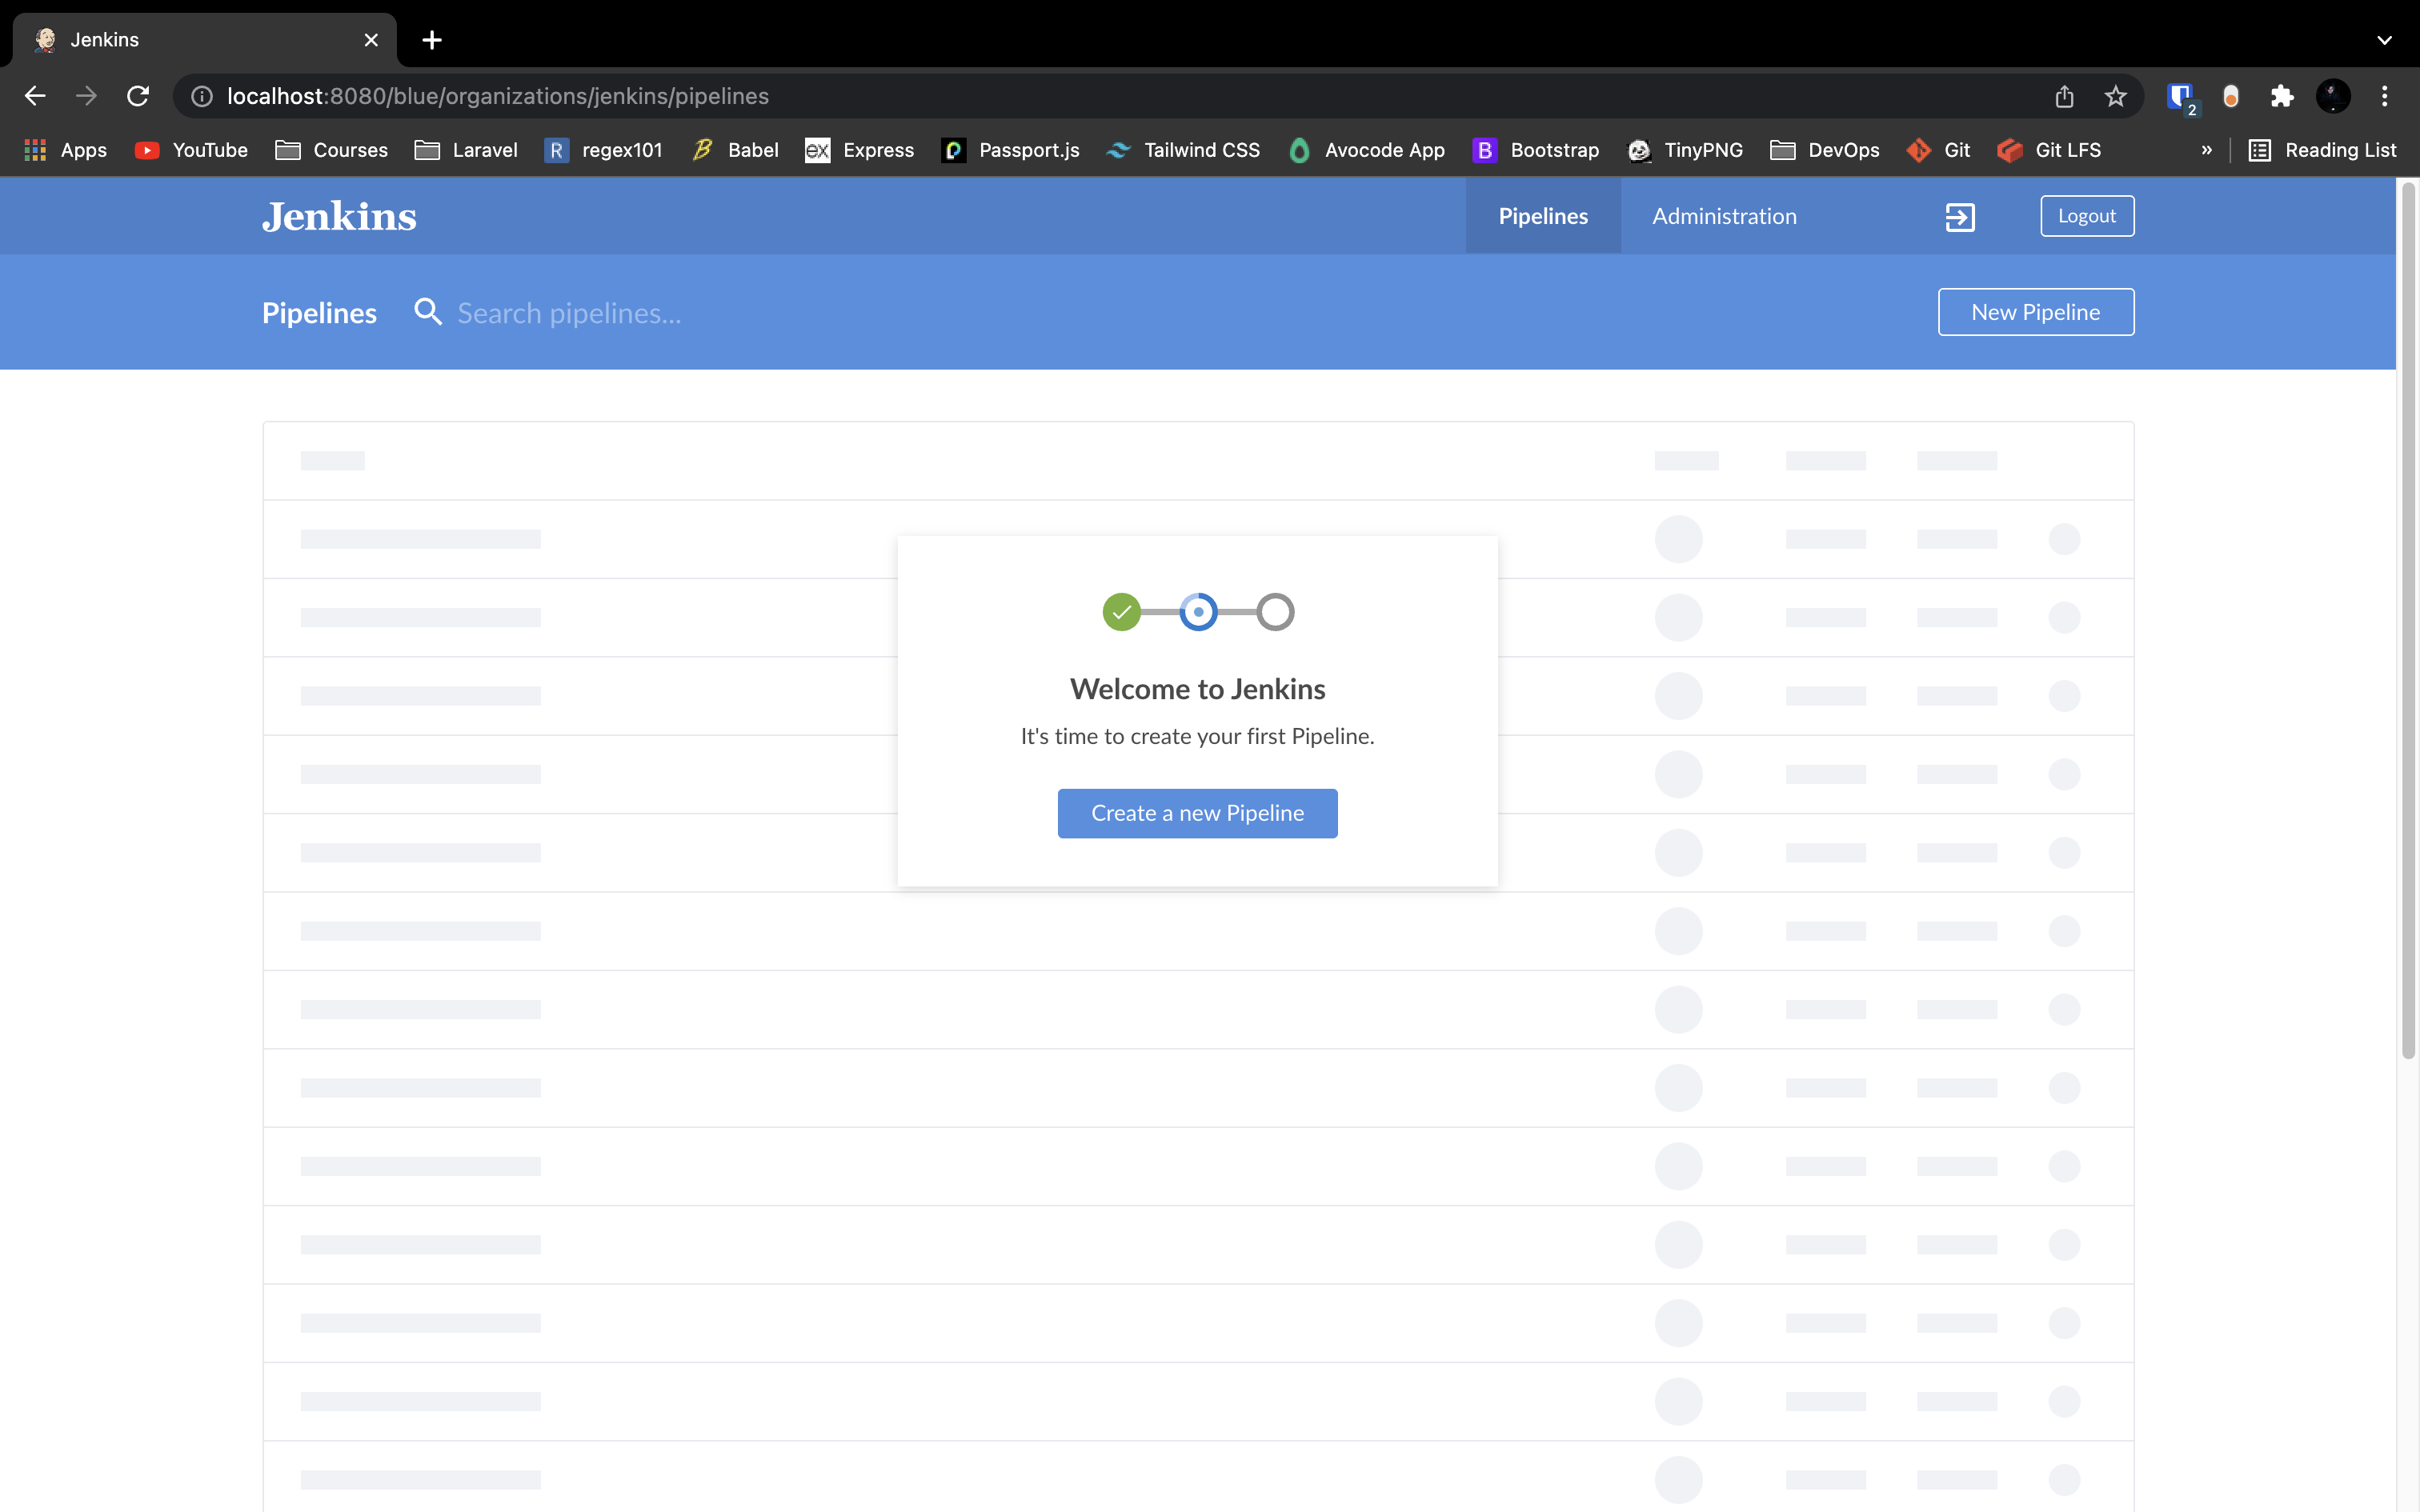 Jenkins
localhost:8080/blue/organizations/jenkins/pipelines
2
Apps YouTube Courses Laravel R regex101 Babel ex Express Passport.js Tailwind CSS Avocode App B Bootstrap TinyPNG DevOps Git Git LFS » Reading List
Jenkins Pipelines Administration Logout
Pipelines Search pipelines... New Pipeline
Welcome to Jenkins
It's time to create your first Pipeline.
Create a new Pipeline